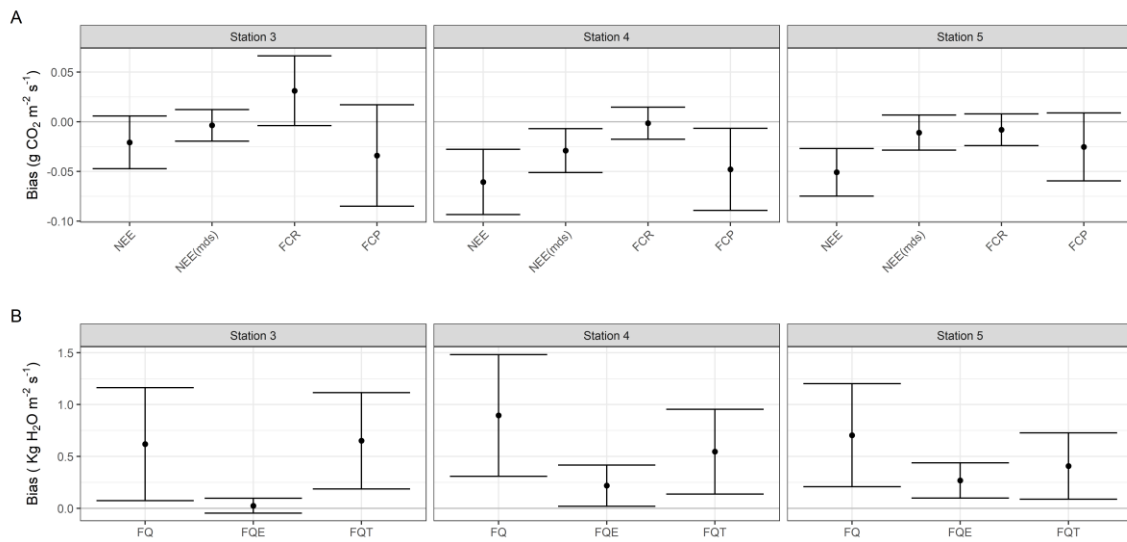 A
Station 3
Station 4
Station 5
Bias (g CO₂ m⁻² s⁻¹)
0.05
0.00
-0.05
-0.10
NEE
NEE(mds)
FCR
FCP
NEE
NEE(mds)
FCR
FCP
NEE
NEE(mds)
FCR
FCP
B
Station 3
Station 4
Station 5
Bias ( Kg H₂O m⁻² s⁻¹)
1.5
1.0
0.5
0.0
FQ
FQE
FQT
FQ
FQE
FQT
FQ
FQE
FQT